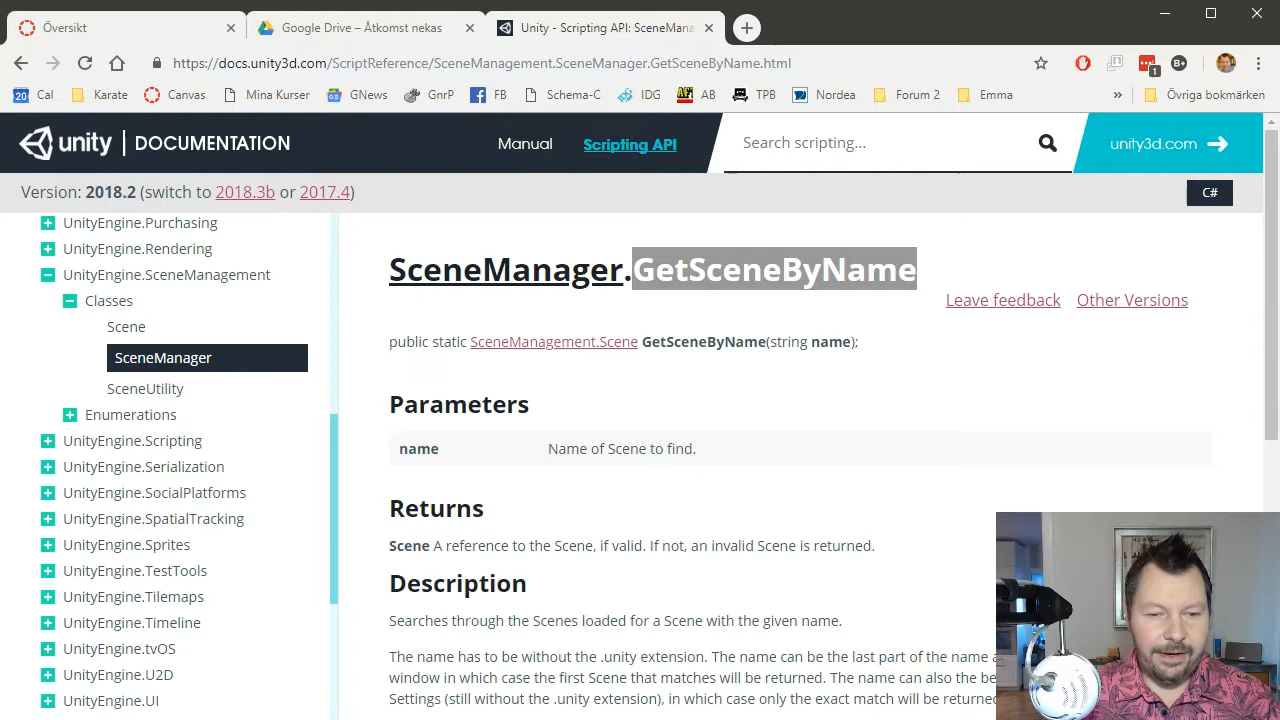 Översikt
Google Drive – Åtkomst nekas
Unity - Scripting API: SceneMana
https://docs.unity3d.com/ScriptReference/SceneManagement.SceneManager.GetSceneByName.html
1
20 Cal
Karate
Canvas
Mina Kurser
GNews
GnrP
FB
Schema-C
IDG
AB
TPB
Nordea
Forum 2
Emma
»
Övriga bokmärken
unity | DOCUMENTATION
Manual
Scripting API
Search scripting...
unity3d.com
Version: 2018.2 (switch to 2018.3b or 2017.4)
C#
UnityEngine.Purchasing
UnityEngine.Rendering
UnityEngine.SceneManagement
Classes
Scene
SceneManager
SceneUtility
Enumerations
UnityEngine.Scripting
UnityEngine.Serialization
UnityEngine.SocialPlatforms
UnityEngine.SpatialTracking
UnityEngine.Sprites
UnityEngine.TestTools
UnityEngine.Tilemaps
UnityEngine.Timeline
UnityEngine.tvOS
UnityEngine.U2D
UnityEngine.UI
SceneManager.GetSceneByName
Leave feedback
Other Versions
public static SceneManagement.Scene GetSceneByName(string name);
Parameters
name Name of Scene to find.
Returns
Scene A reference to the Scene, if valid. If not, an invalid Scene is returned.
Description
Searches through the Scenes loaded for a Scene with the given name.
The name has to be without the .unity extension. The name can be the last part of the name a
window in which case the first Scene that matches will be returned. The name can also the be
Settings (still without the .unity extension), in which case only the exact match will be returned